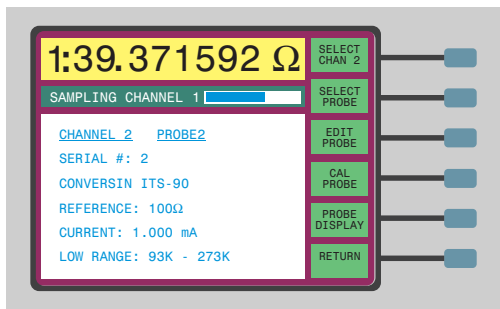 1:39.371592 Ω
SAMPLING CHANNEL 1
CHANNEL 2 PROBE2
SERIAL #: 2
CONVERSIN ITS-90
REFERENCE: 100Ω
CURRENT: 1.000 mA
LOW RANGE: 93K - 273K
SELECT
CHAN 2
SELECT
PROBE
EDIT
PROBE
CAL
PROBE
PROBE
DISPLAY
RETURN